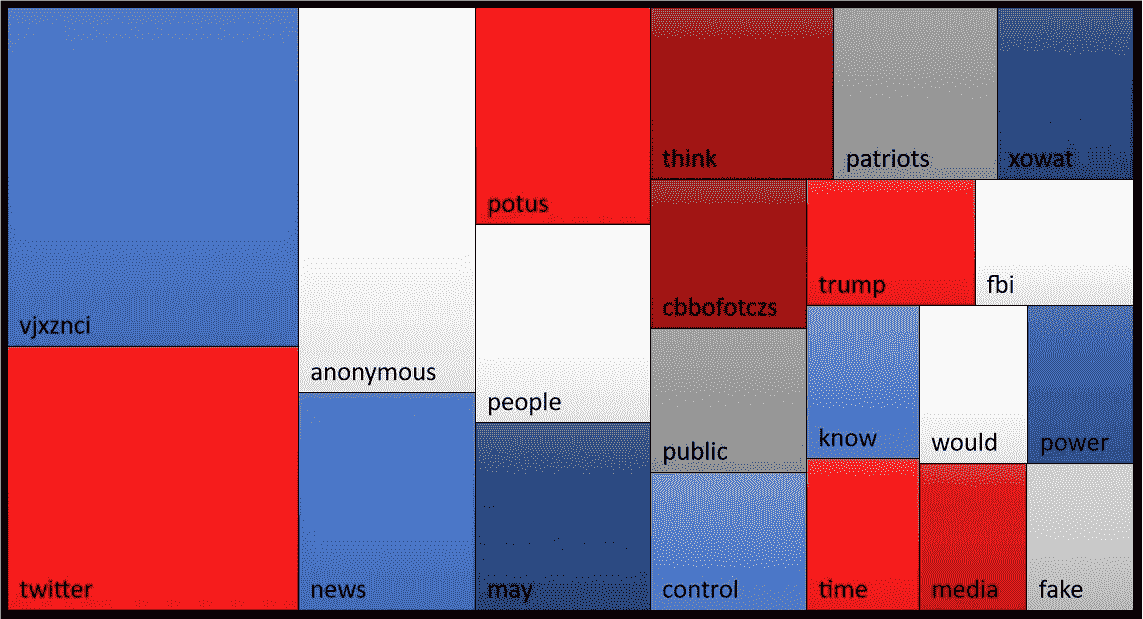 vjxznci
twitter
anonymous
news
potus
people
may
think
patriots
xowat
cbbofotczs
trump
fbi
public
know
would
power
control
time
media
fake